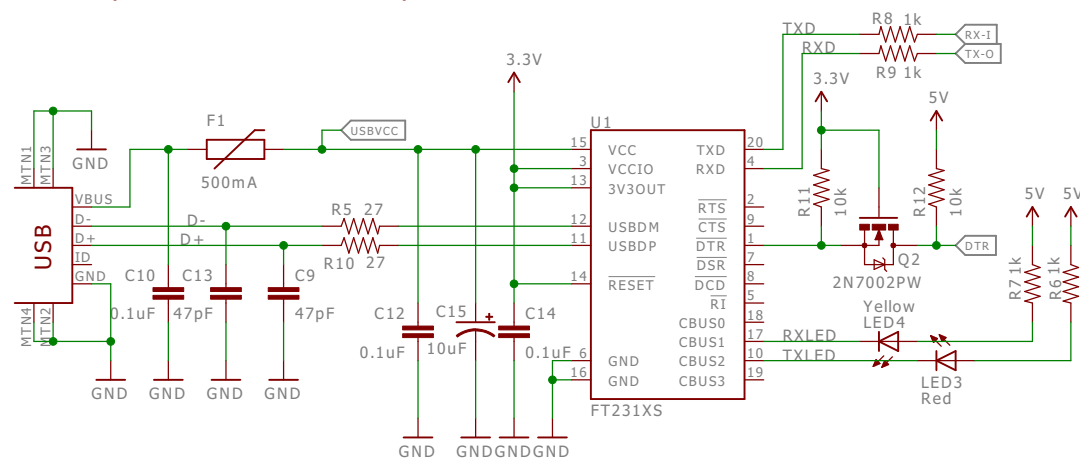 R8 1k
TXD
RX-I
RXD
TX-O
R9 1k
3.3V
3.3V
5V
F1
USBVCC
U1
500mA
MTN1
MTN3
GND
15 VCC TXD 20
3 VCCIO RXD 4
13 3V3OUT
R11 10k
R12 10k
5V
5V
VBUS
D- D- R5 27
12 USBDM RTS 2
CTS 9
D+ D+ R10 27
11 USBDP DTR 1
DTR
USB
ID
DSR 7
Q2
2N7002PW
GND
14 RESET DCD 8
RI 5
R7 1k
R6 1k
C10 0.1uF
C13 47pF
C9 47pF
MTN4
MTN2
C12 0.1uF
C15 10uF
+
C14 0.1uF
Yellow
LED4
CBUS0 18
CBUS1 17 RXLED
6 GND CBUS2 10 TXLED
16 GND CBUS3 19
LED3
Red
GND GND GND GND
FT231XS
GND GND GND GND